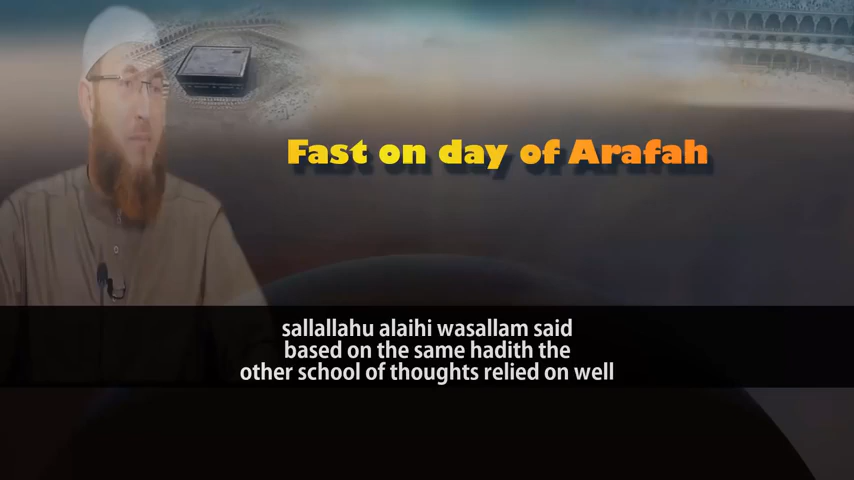 Fast on day of Arafah
sallallahu alaihi wasallam said
based on the same hadith the
other school of thoughts relied on well